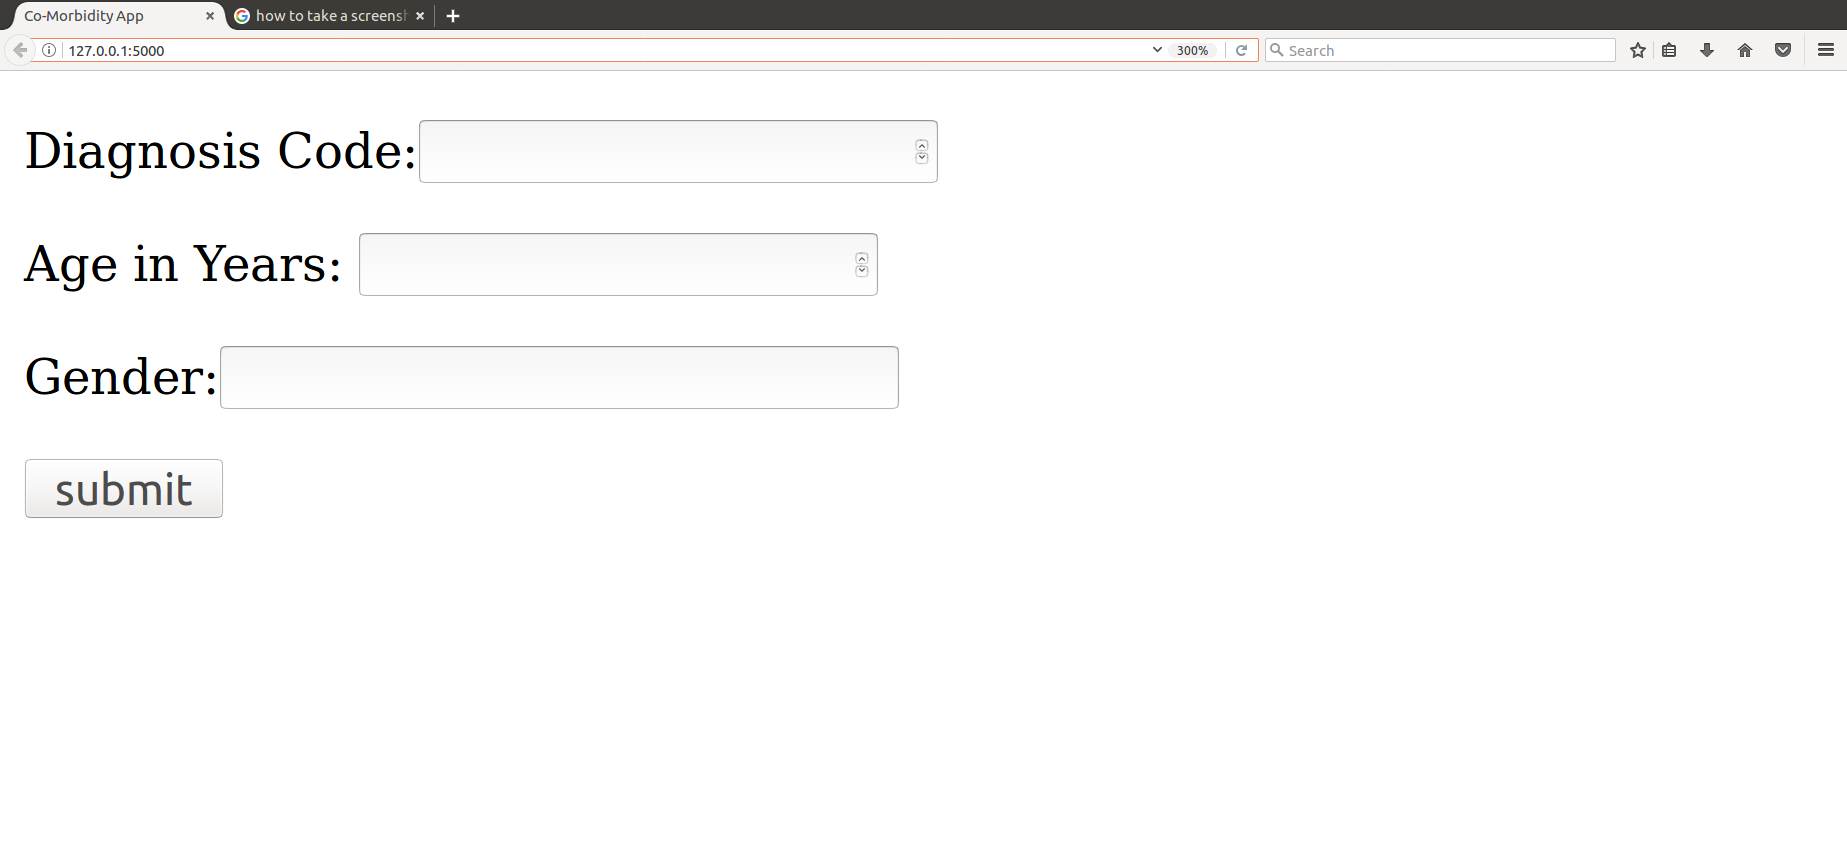 Co-Morbidity App
how to take a screensh
127.0.0.1:5000
300%
Search
Diagnosis Code:
Age in Years:
Gender:
submit